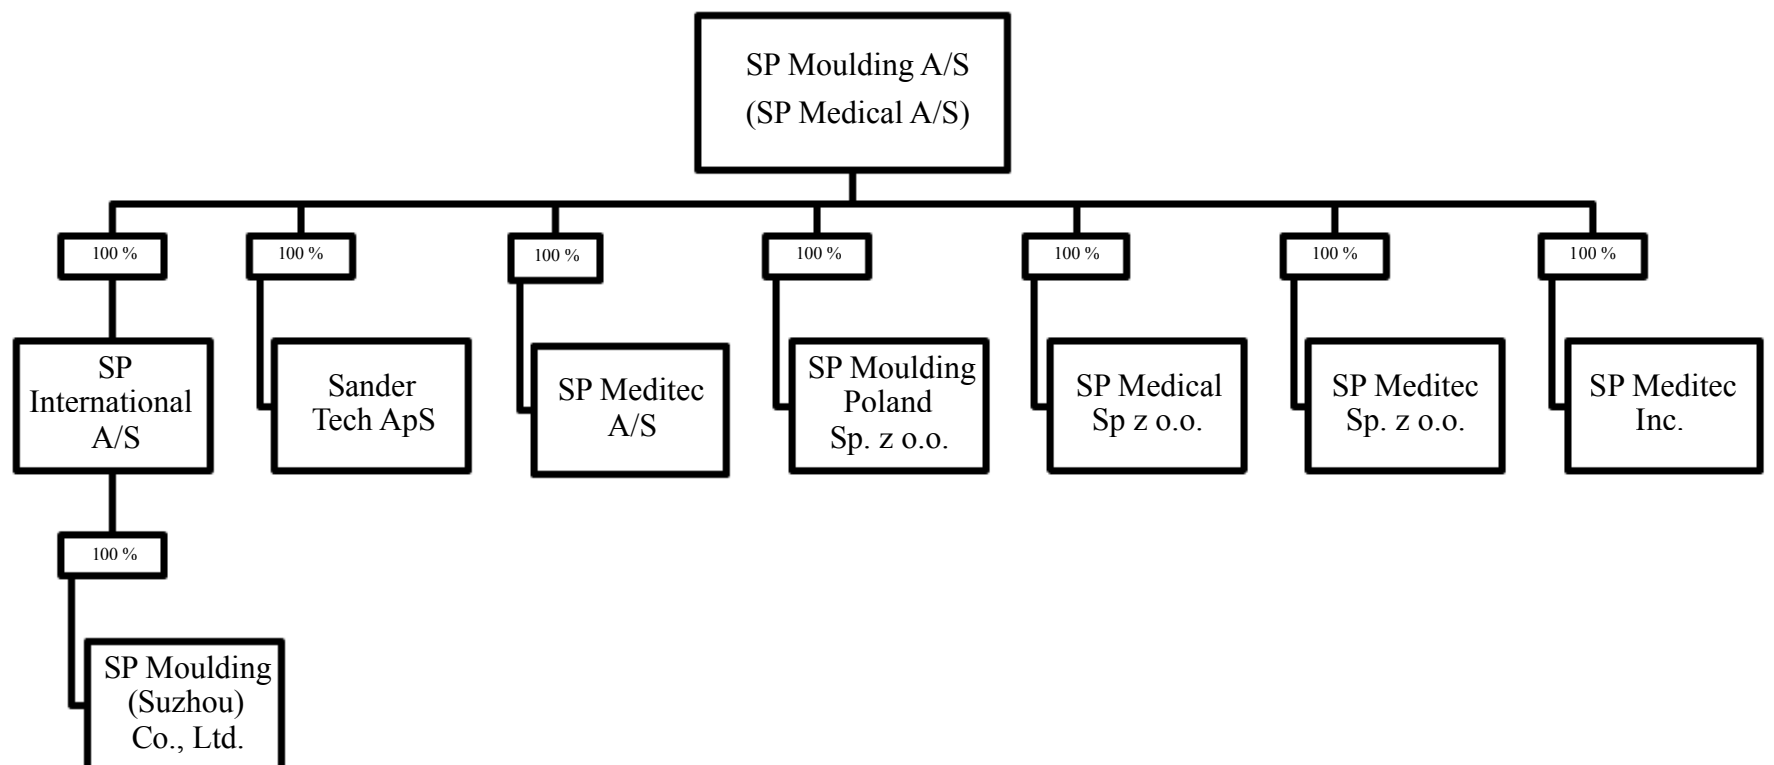 SP Moulding A/S
(SP Medical A/S)
100 %
100 %
100 %
100 %
100 %
100 %
100 %
SP
International
A/S
Sander
Tech ApS
SP Meditec
A/S
SP Moulding
Poland
Sp. z o.o.
SP Medical
Sp z o.o.
SP Meditec
Sp. z o.o.
SP Meditec
Inc.
100 %
SP Moulding
(Suzhou)
Co., Ltd.